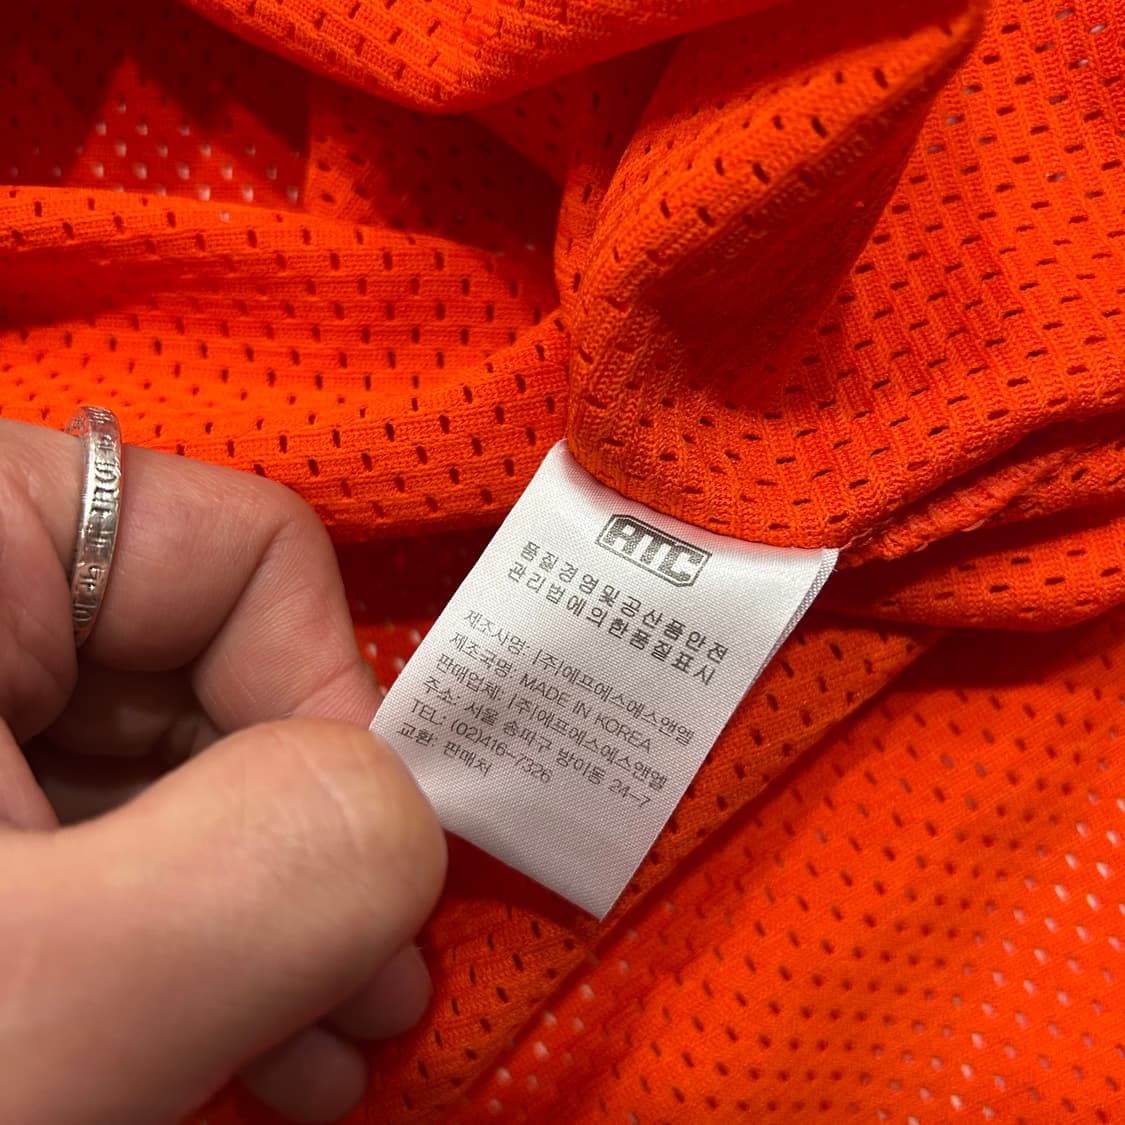 ATC
품질경영및공산품안전
관리법에의한품질표시
제조사명: (주)에프에스에스앤엠
제조국명: MADE IN KOREA
판매업체: (주)에프에스에스앤엠
주소: 서울 송파구 방이동 24-7
TEL: (02)416-7326
교환: 판매처